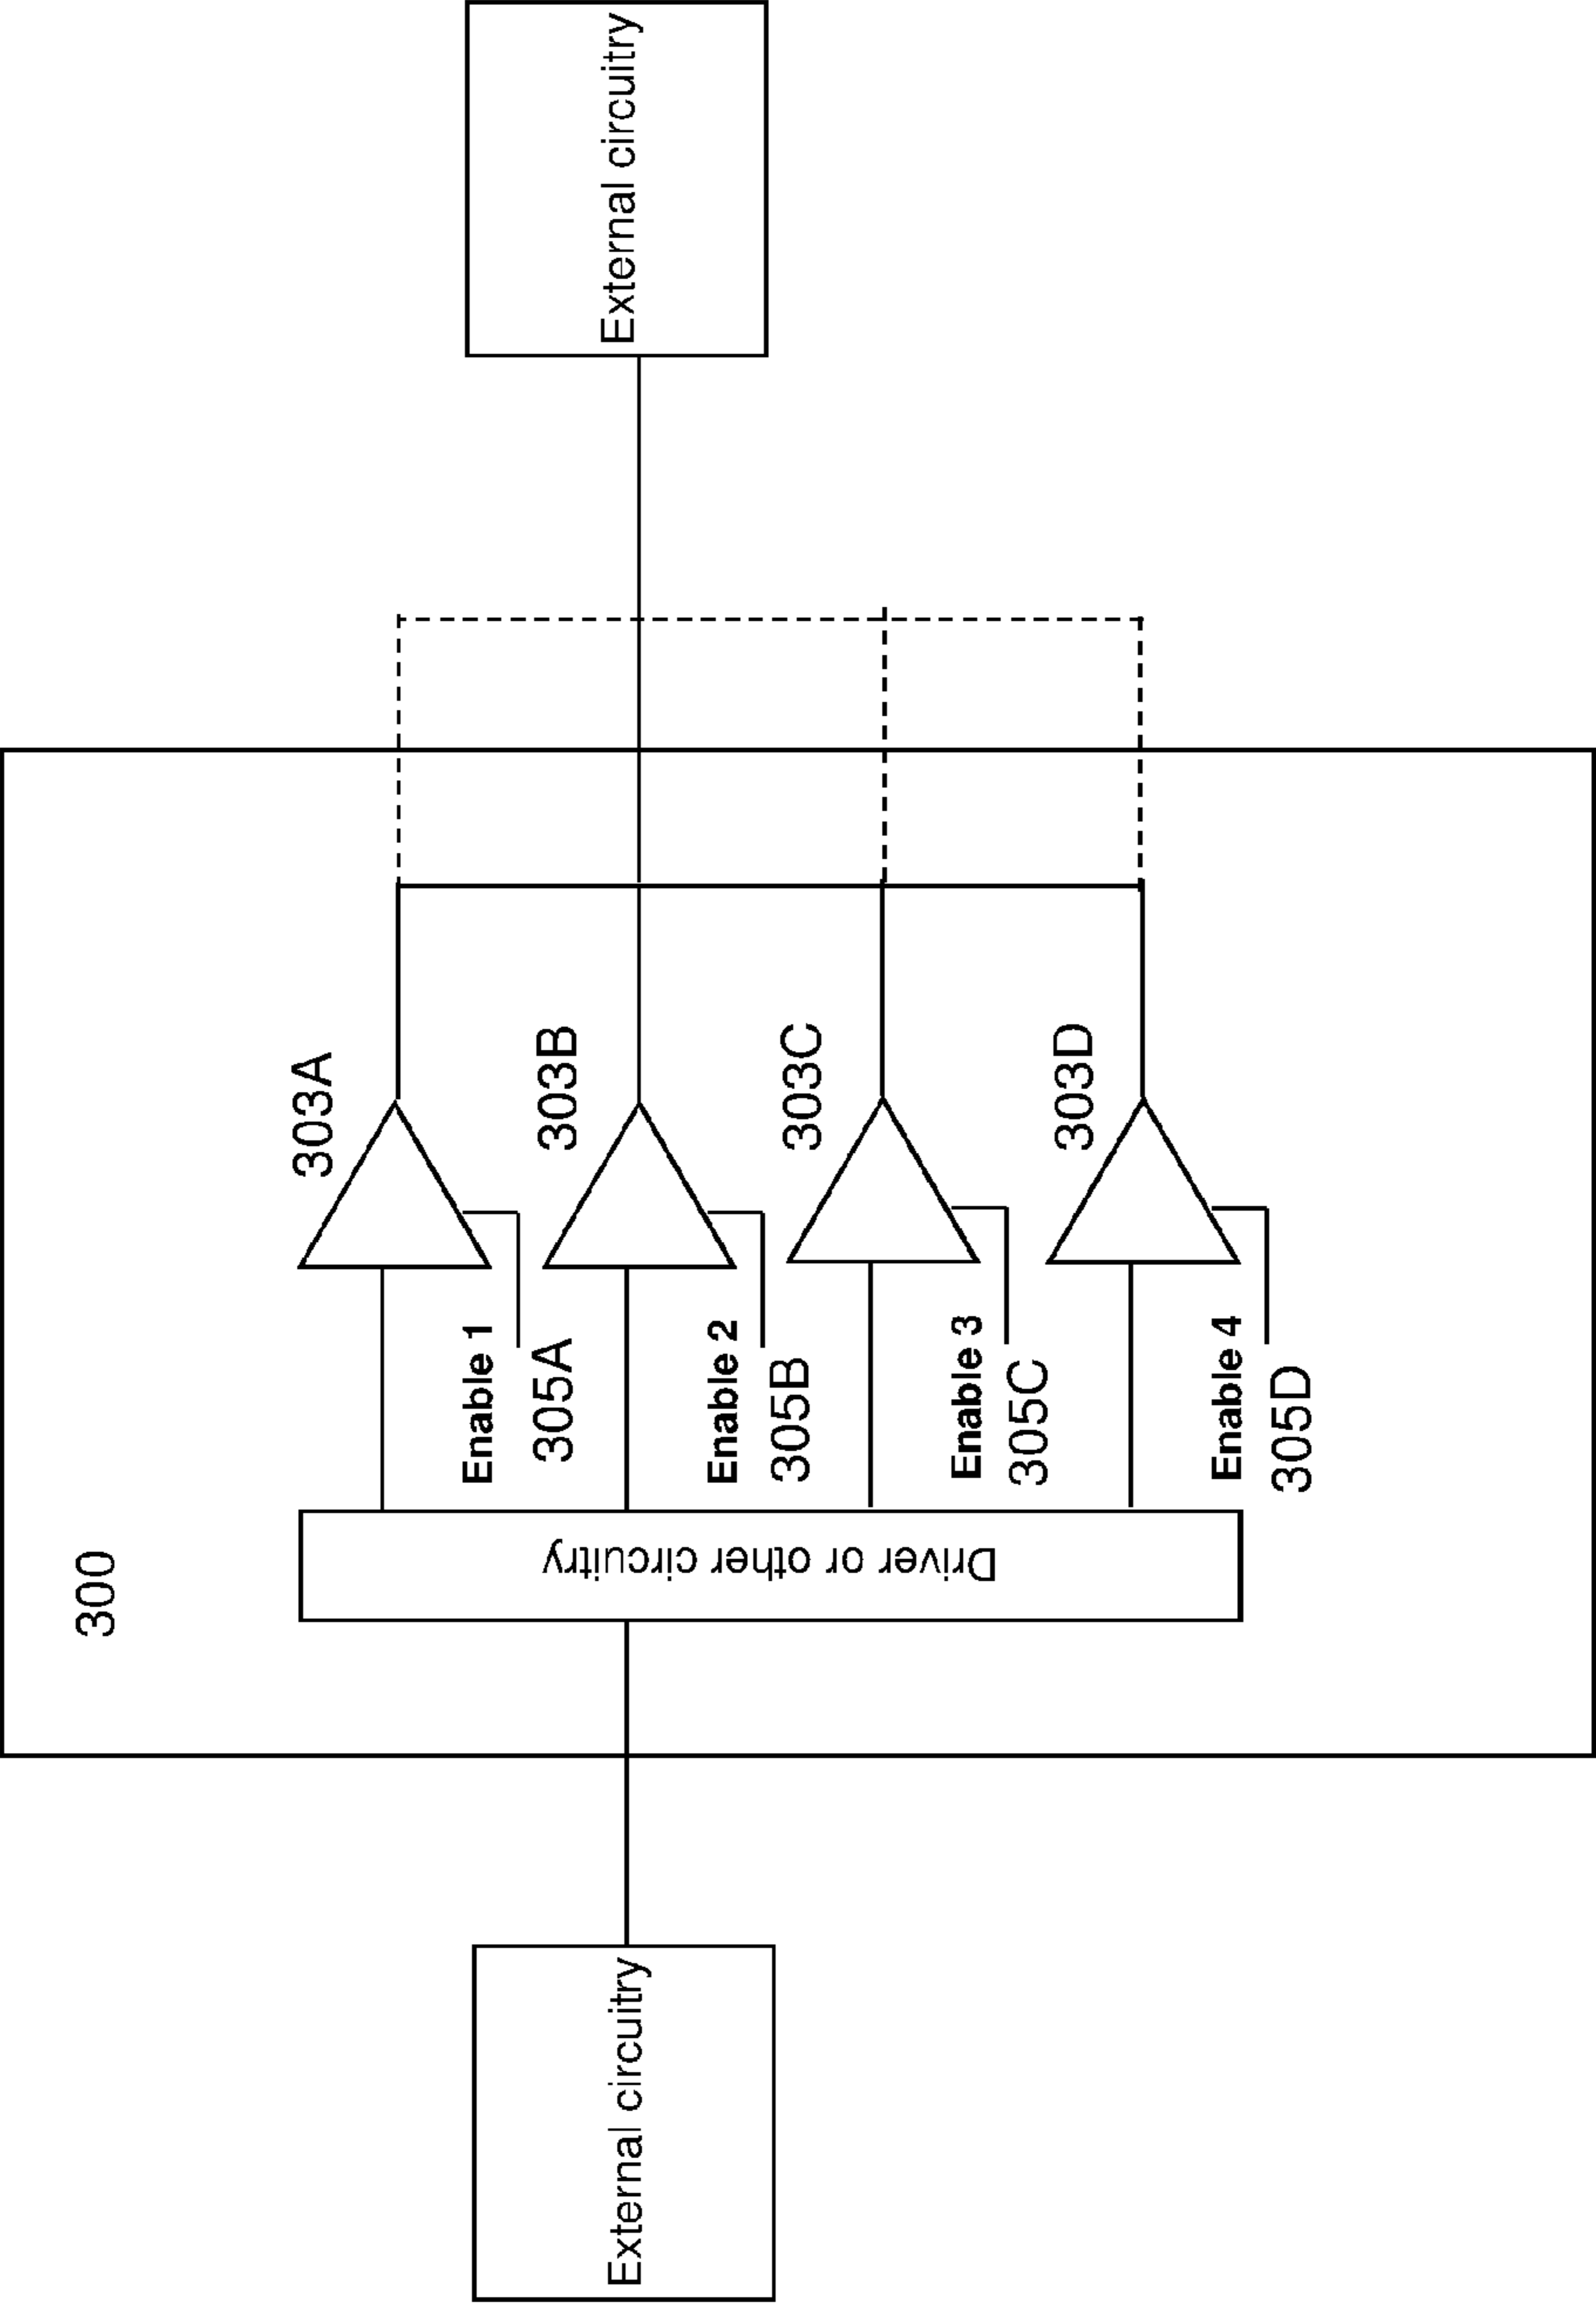 300
External circuitry
Driver or other circuitry
Enable 1
305A
303A
Enable 2
305B
303B
Enable 3
305C
303C
Enable 4
305D
303D
External circuitry